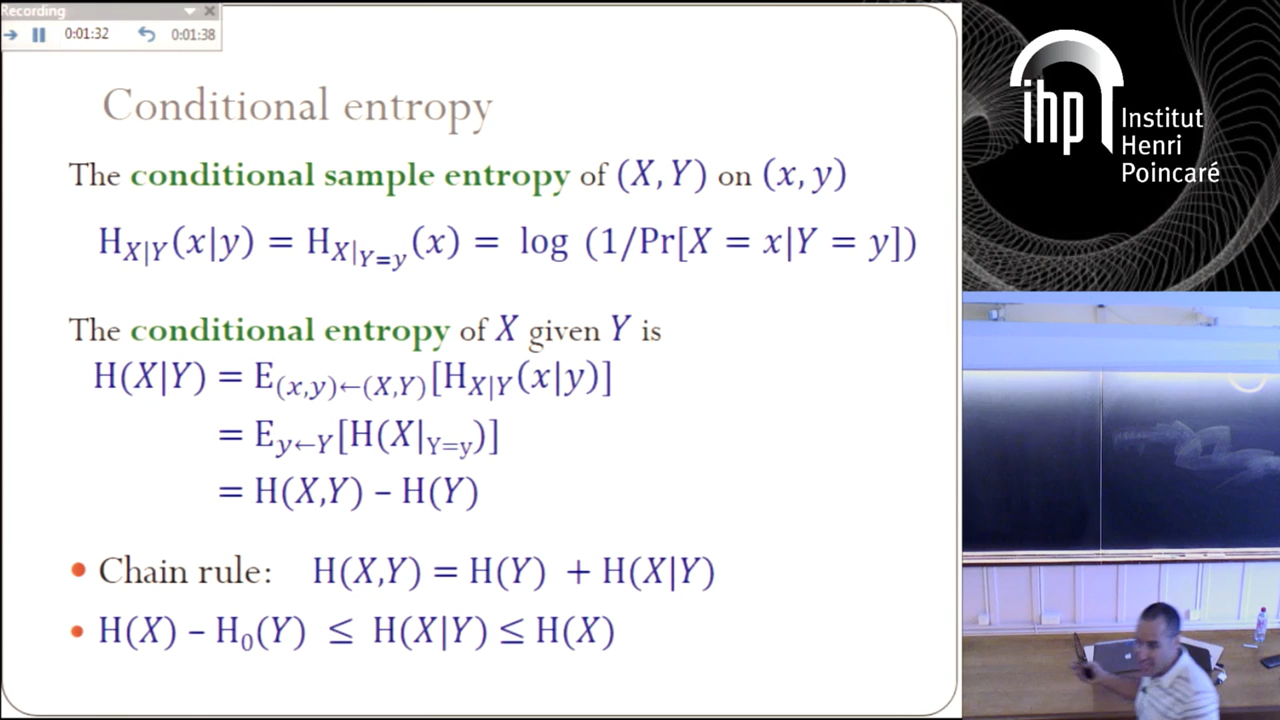 Recording
0:01:32
0:01:38
Conditional entropy
The conditional sample entropy of (X, Y) on (x, y)
H_{X|Y}(x|y) = H_{X|_{Y=y}}(x) = log (1/Pr[X = x|Y = y])
The conditional entropy of X given Y is
H(X|Y) = E_{(x,y)←(X,Y)}[H_{X|Y}(x|y)]
= E_{y←Y}[H(X|_{Y=y})]
= H(X,Y) – H(Y)
• Chain rule: H(X,Y) = H(Y) + H(X|Y)
• H(X) – H₀(Y) ≤ H(X|Y) ≤ H(X)
ihp
Institut
Henri
Poincaré